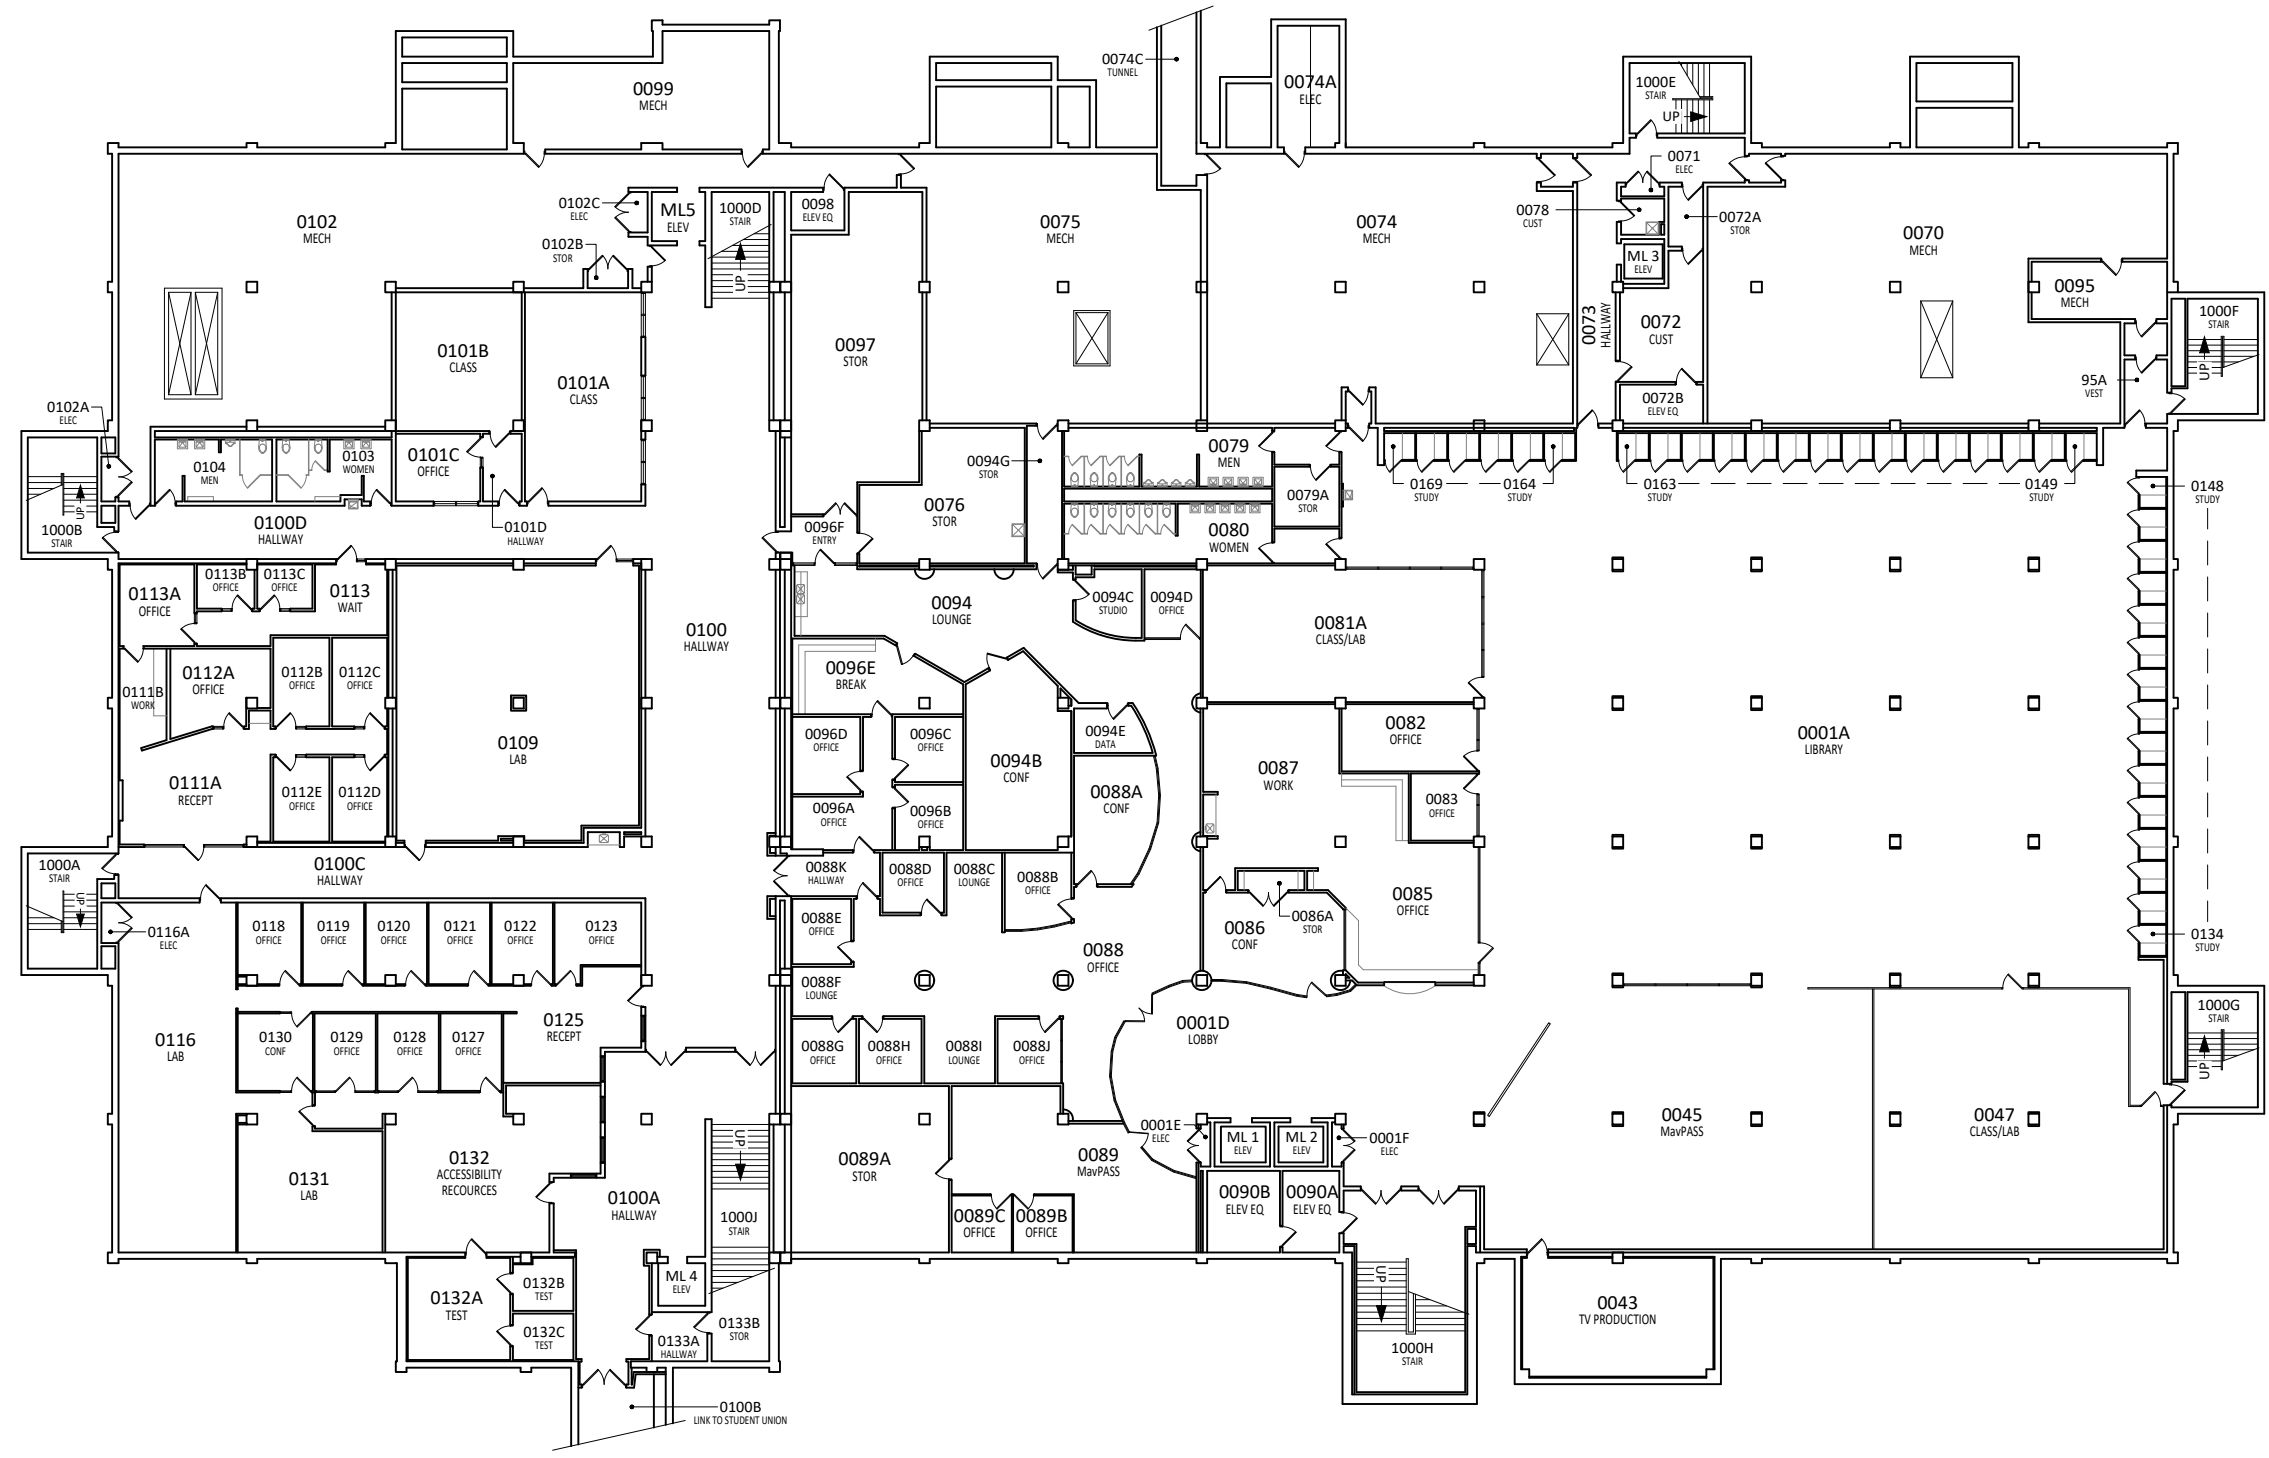 0074C
TUNNEL
0099
MECH
0074A
ELEC
1000E
STAIR
UP
0071
ELEC
0102C
ELEC
ML5
ELEV
1000D
STAIR
UP
0098
ELEV EQ
0102
MECH
0102B
STOR
0075
MECH
0074
MECH
0078
CUST
0072A
STOR
ML 3
ELEV
0070
MECH
0095
MECH
1000F
STAIR
UP
0101B
CLASS
0101A
CLASS
0097
STOR
0073
HALLWAY
0072
CUST
0072B
ELEV EQ
95A
VEST
0102A
ELEC
0104
MEN
0103
WOMEN
0101C
OFFICE
0101D
HALLWAY
0094G
STOR
0079
MEN
0079A
STOR
0169
STUDY
0164
STUDY
0163
STUDY
0149
STUDY
0148
STUDY
UP
1000B
STAIR
0100D
HALLWAY
0096F
ENTRY
0076
STOR
0080
WOMEN
0113A
OFFICE
0113B
OFFICE
0113C
OFFICE
0113
WAIT
0094
LOUNGE
0094C
STUDIO
0094D
OFFICE
0081A
CLASS/LAB
0100
HALLWAY
0111B
WORK
0112A
OFFICE
0112B
OFFICE
0112C
OFFICE
0096E
BREAK
0109
LAB
0096D
OFFICE
0096C
OFFICE
0094B
CONF
0094E
DATA
0082
OFFICE
0001A
LIBRARY
0111A
RECEPT
0112E
OFFICE
0112D
OFFICE
0096A
OFFICE
0096B
OFFICE
0088A
CONF
0087
WORK
0083
OFFICE
1000A
STAIR
UP
0100C
HALLWAY
0088K
HALLWAY
0088D
OFFICE
0088C
LOUNGE
0088B
OFFICE
0085
OFFICE
0116A
ELEC
0118
OFFICE
0119
OFFICE
0120
OFFICE
0121
OFFICE
0122
OFFICE
0123
OFFICE
0088E
OFFICE
0088
OFFICE
0086
CONF
0086A
STOR
0134
STUDY
0088F
LOUNGE
1000G
STAIR
UP
0116
LAB
0130
CONF
0129
OFFICE
0128
OFFICE
0127
OFFICE
0125
RECEPT
0088G
OFFICE
0088H
OFFICE
0088I
LOUNGE
0088J
OFFICE
0001D
LOBBY
0001E
ELEC
ML 1
ELEV
ML 2
ELEV
0001F
ELEC
0045
MavPASS
0047
CLASS/LAB
0131
LAB
0132
ACCESSIBILITY
RECOURCES
0100A
HALLWAY
UP
1000J
STAIR
0089A
STOR
0089
MavPASS
0089C
OFFICE
0089B
OFFICE
0090B
ELEV EQ
0090A
ELEV EQ
0132A
TEST
0132B
TEST
0132C
TEST
ML 4
ELEV
0133A
HALLWAY
0133B
STOR
UP
1000H
STAIR
0043
TV PRODUCTION
0100B
LINK TO STUDENT UNION